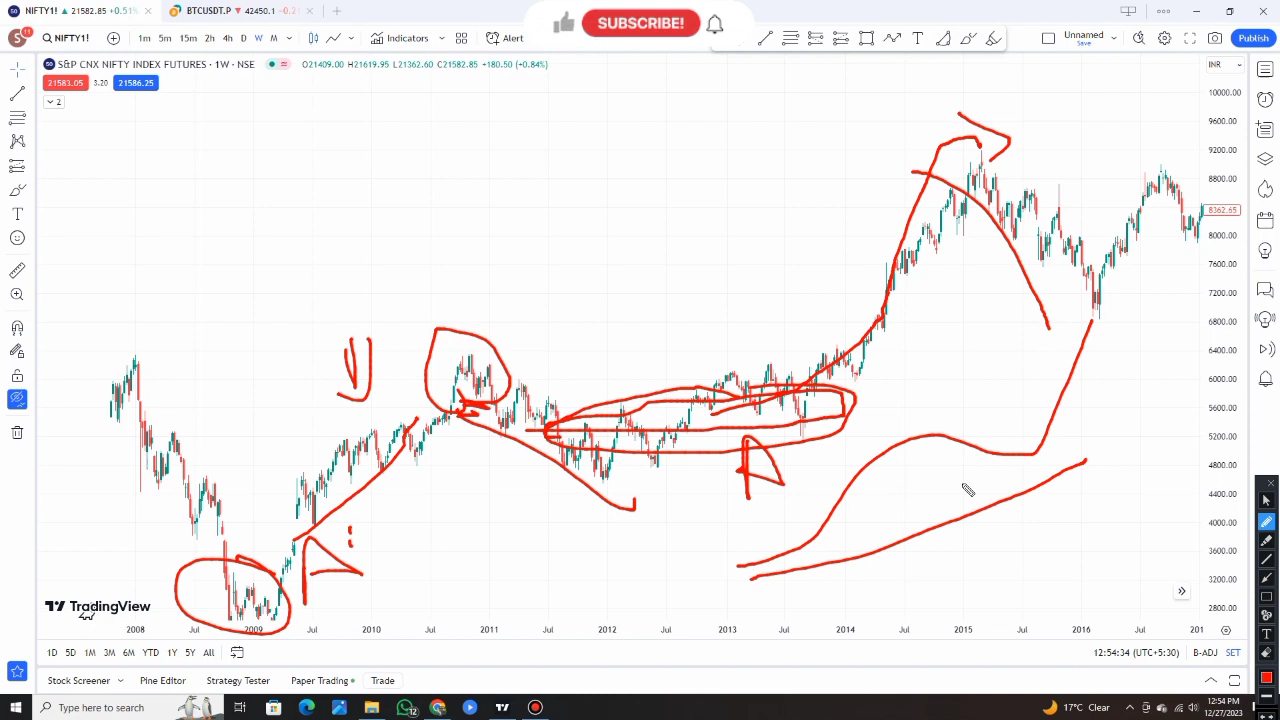 NIFTY1! ▲ 21582.85 +0.51%
BTCUSDT.P ▼ 42450.1 −0.2
SUBSCRIBE!
NIFTY1!
1m 5m 15m 2h 4h D W M
Indicators
Alert
Unnamed
Save
Publish
S 11
S&P CNX NIFTY INDEX FUTURES · 1W · NSE
O21409.00 H21619.95 L21362.60 C21582.85 +180.50 (+0.84%)
INR
21583.05 3.20 21586.25
2
10000.00
9600.00
9200.00
8800.00
8362.65
8000.00
7600.00
7200.00
6800.00
6400.00
6000.00
5600.00
5200.00
4800.00
4400.00
4000.00
3600.00
3200.00
2800.00
TradingView
2008 Jul 2009 Jul 2010 Jul 2011 Jul 2012 Jul 2013 Jul 2014 Jul 2015 Jul 2016 Jul 201
1D 5D 1M 3M 6M YTD 1Y 5Y All
12:54:34 (UTC+5:30) B-ADJ SET
Stock Screener Pine Editor Strategy Tester Paper Trading Trade
Type here to search
12
17°C Clear
12:54 PM
12/27/2023